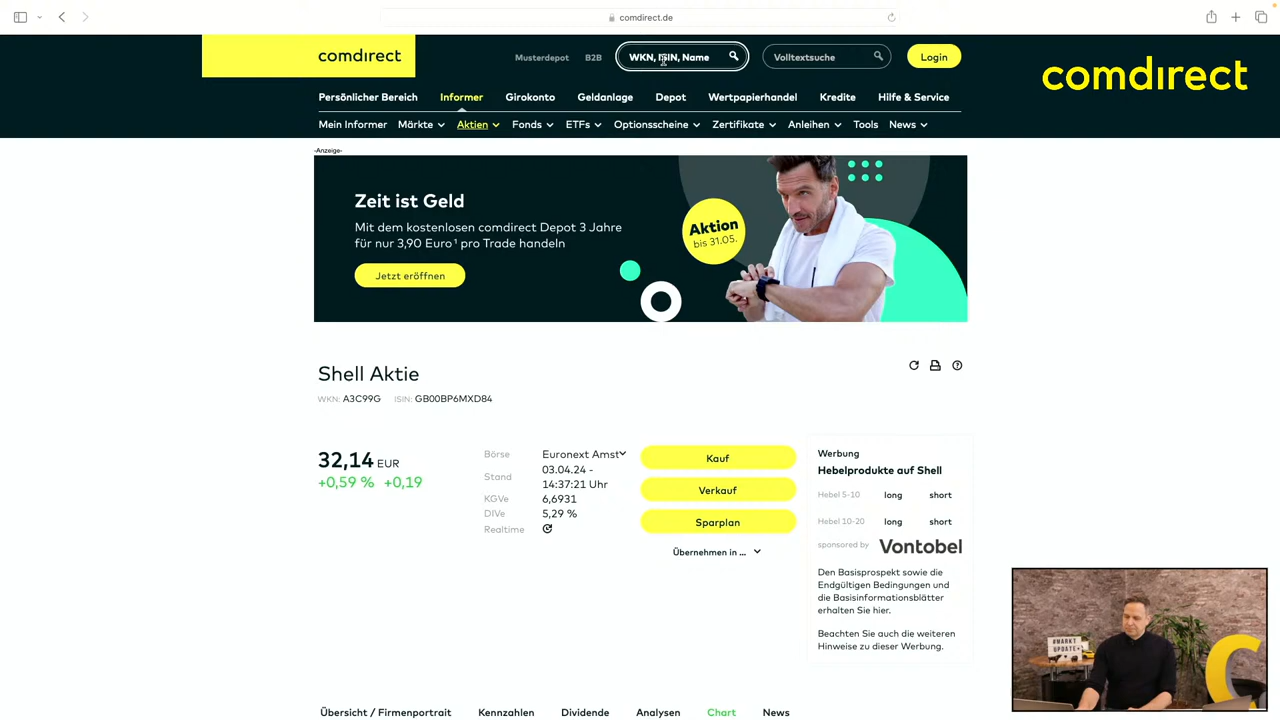 comdirect.de
comdirect
Musterdepot
B2B
WKN, ISIN, Name
Volltextsuche
Login
comdirect
Persönlicher Bereich
Informer
Girokonto
Geldanlage
Depot
Wertpapierhandel
Kredite
Hilfe & Service
Mein Informer
Märkte
Aktien
Fonds
ETFs
Optionsscheine
Zertifikate
Anleihen
Tools
News
-Anzeige-
Zeit ist Geld
Mit dem kostenlosen comdirect Depot 3 Jahre
für nur 3,90 Euro¹ pro Trade handeln
Jetzt eröffnen
Aktion
bis 31.05.
Shell Aktie
WKN: A3C99G ISIN: GB00BP6MXD84
32,14 EUR
+0,59 % +0,19
Börse Euronext Amst
Stand 03.04.24 -
14:37:21 Uhr
KGVe 6,6931
DIVe 5,29 %
Realtime
Kauf
Verkauf
Sparplan
Übernehmen in ...
Werbung
Hebelprodukte auf Shell
Hebel 5-10 long short
Hebel 10-20 long short
sponsored by Vontobel
Den Basisprospekt sowie die
Endgültigen Bedingungen und
die Basisinformationsblätter
erhalten Sie hier.
Beachten Sie auch die weiteren
Hinweise zu dieser Werbung.
#MARKT
UPDATE
Übersicht / Firmenportrait
Kennzahlen
Dividende
Analysen
Chart
News